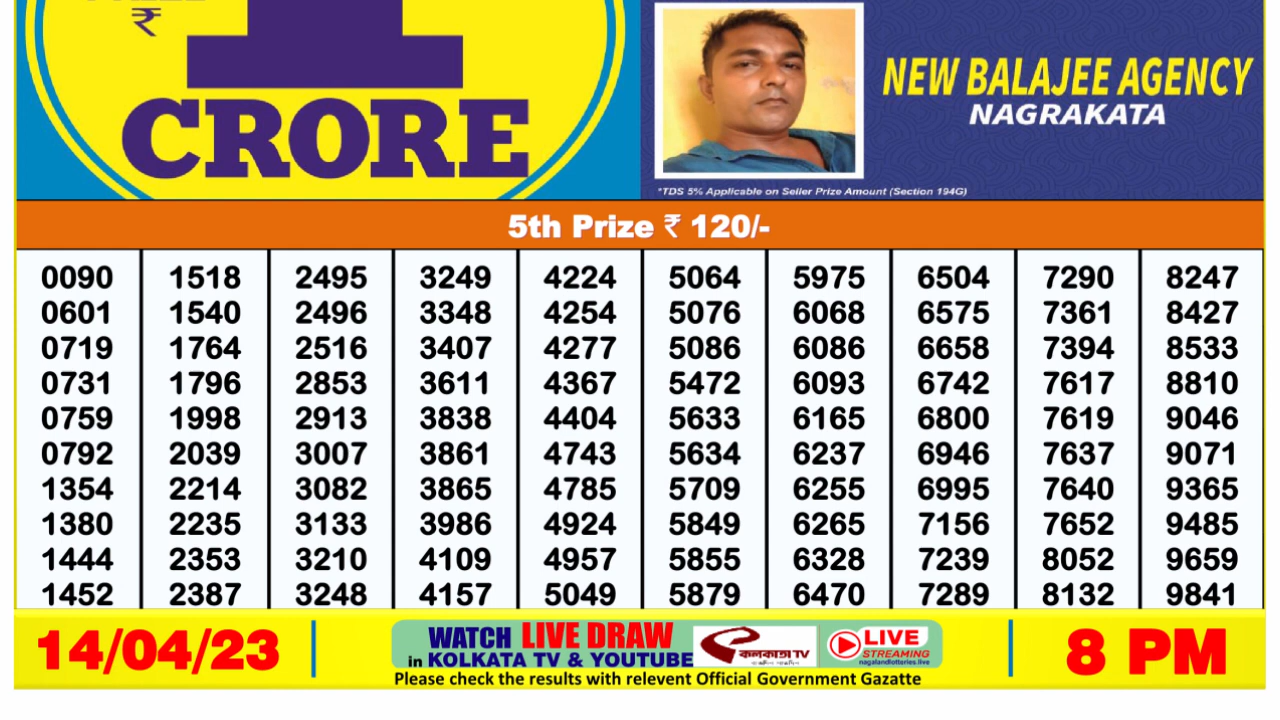 ₹
CRORE
NEW BALAJEE AGENCY
NAGRAKATA
*TDS 5% Applicable on Seller Prize Amount (Section 194G)
5th Prize ₹ 120/-
0090 1518 2495 3249 4224 5064 5975 6504 7290 8247
0601 1540 2496 3348 4254 5076 6068 6575 7361 8427
0719 1764 2516 3407 4277 5086 6086 6658 7394 8533
0731 1796 2853 3611 4367 5472 6093 6742 7617 8810
0759 1998 2913 3838 4404 5633 6165 6800 7619 9046
0792 2039 3007 3861 4743 5634 6237 6946 7637 9071
1354 2214 3082 3865 4785 5709 6255 6995 7640 9365
1380 2235 3133 3986 4924 5849 6265 7156 7652 9485
1444 2353 3210 4109 4957 5855 6328 7239 8052 9659
1452 2387 3248 4157 5049 5879 6470 7289 8132 9841
14/04/23
WATCH LIVE DRAW
in KOLKATA TV & YOUTUBE
কলকাতা TV
LIVE
STREAMING
nagalandlotteries.live
8 PM
Please check the results with relevent Official Government Gazatte